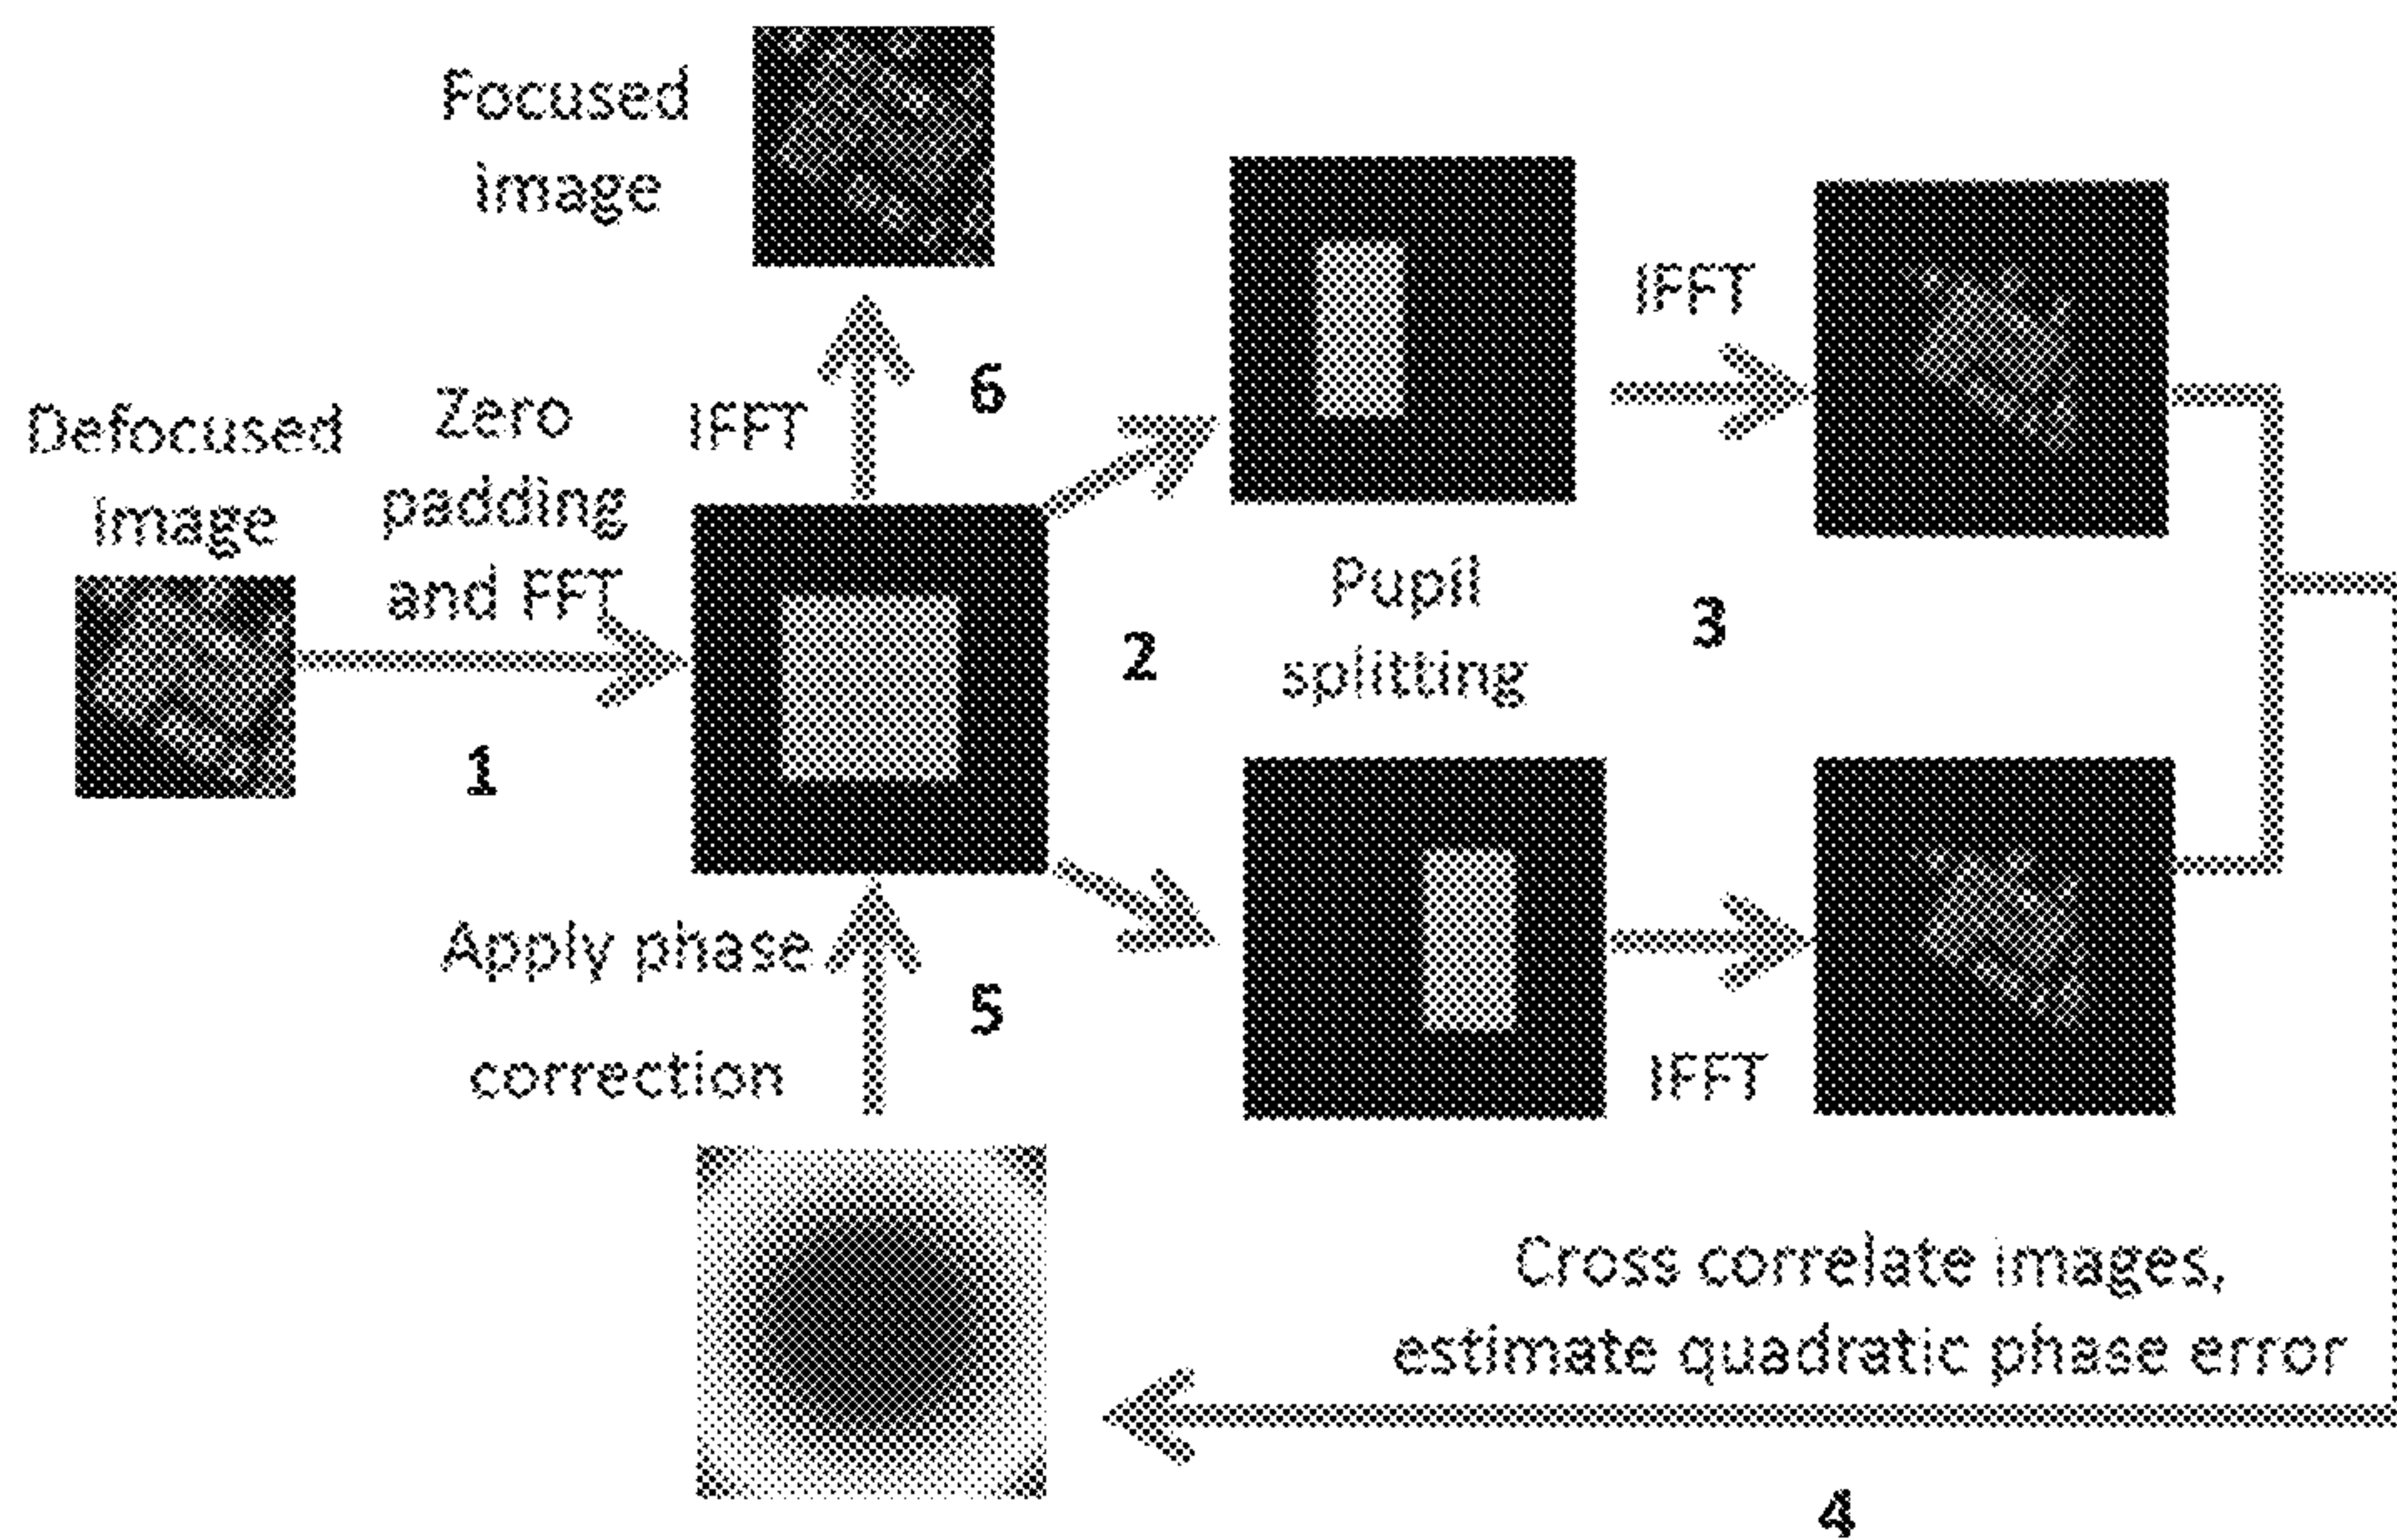 Focused
image
Defocused
image
Zero
padding
and FFT
1
IFFT
6
2
Pupil
splitting
IFFT
3
IFFT
Apply phase
correction
5
Cross correlate images,
estimate quadratic phase error
4